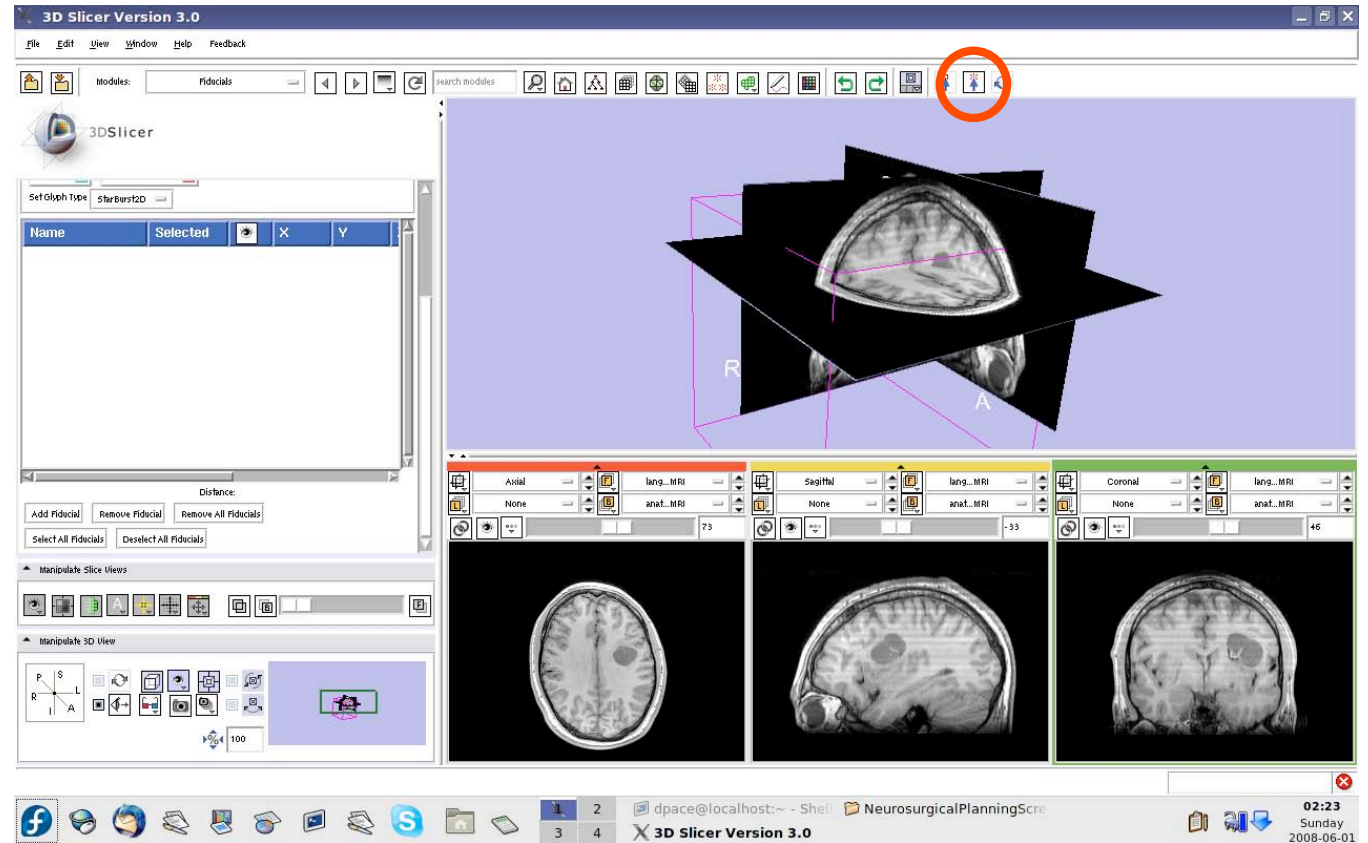 3D Slicer Version 3.0
File Edit View Window Help Feedback
Modules: Fiducials search modules
3DSlicer
Set Glyph Type StarBurst2D
Name Selected X Y
R
A
Distance:
Add Fiducial Remove Fiducial Remove All Fiducials
Select All Fiducials Deselect All Fiducials
Axial F lang...MRI Sagittal F lang...MRI Coronal F lang...MRI
L None B anat...MRI L None B anat...MRI L None B anat...MRI
73 -33 46
Manipulate Slice Views
A B F
Manipulate 3D View
P S
R L
I A
100
1 2 dpace@localhost:~ - Shell NeurosurgicalPlanningScre
3 4 3D Slicer Version 3.0
02:23
Sunday
2008-06-01